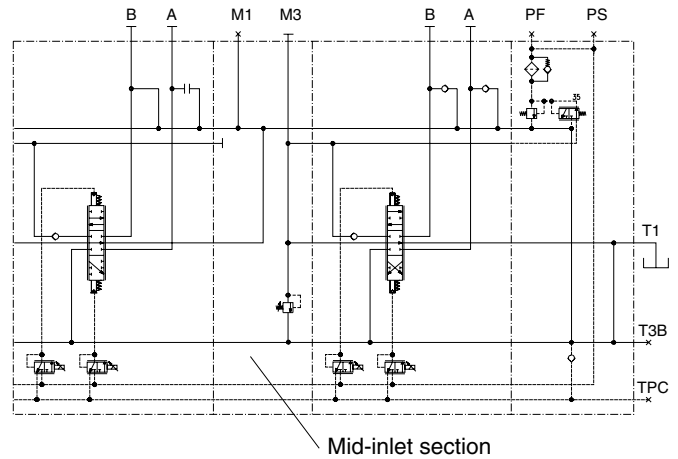 B A M1 M3 B A PF PS
35
T1
T3B
TPC
Mid-inlet section